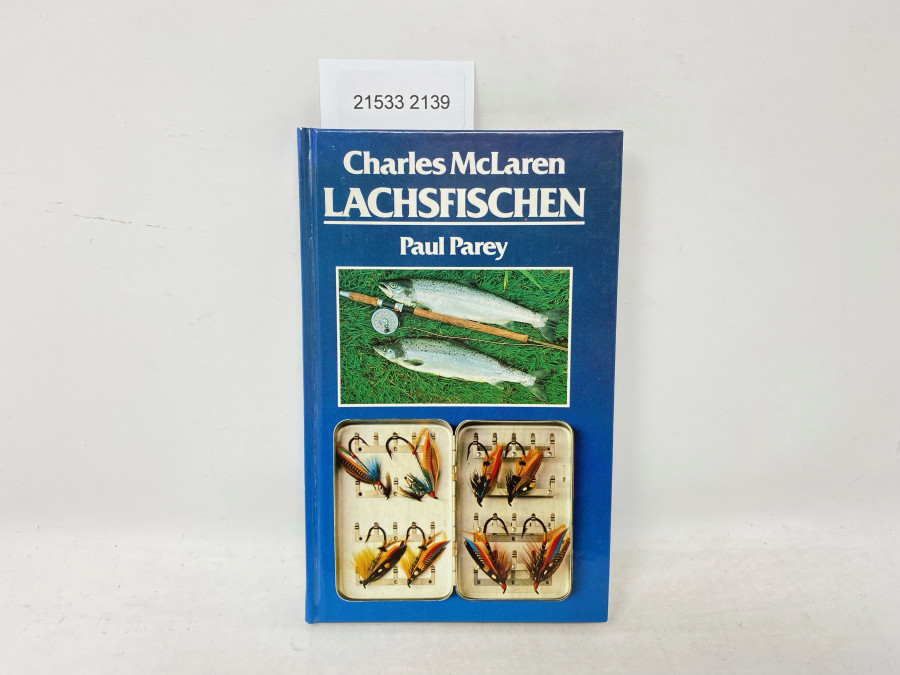 21533 2139
Charles McLaren
LACHSFISCHEN
Paul Parey